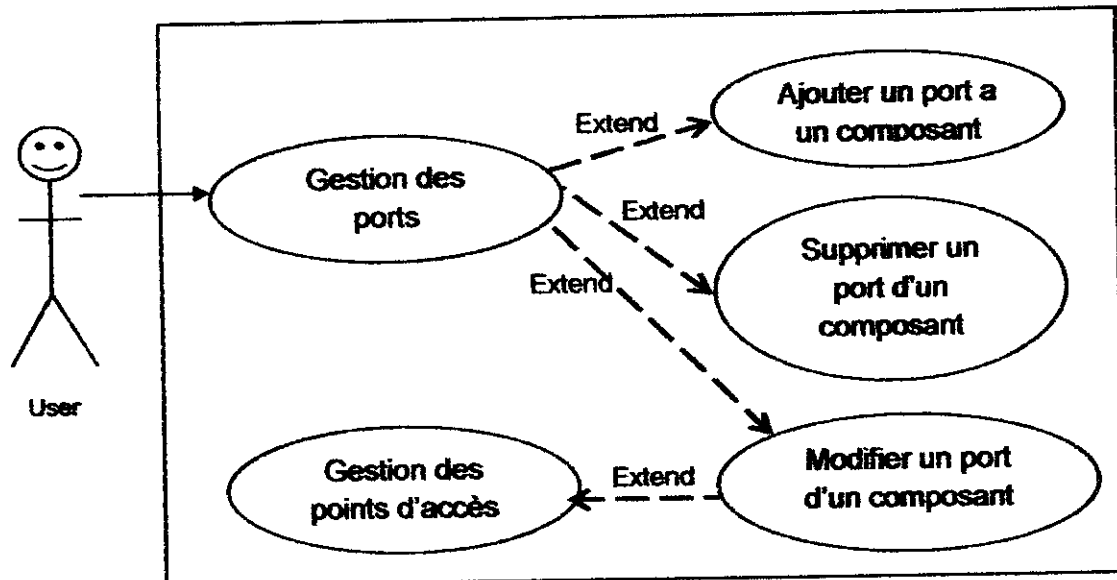 Ajouter un port a
un composant
Extend
Gestion des
ports
Extend
Supprimer un
port d'un
composant
Extend
User
Gestion des
points d'accès
Extend
Modifier un port
d'un composant